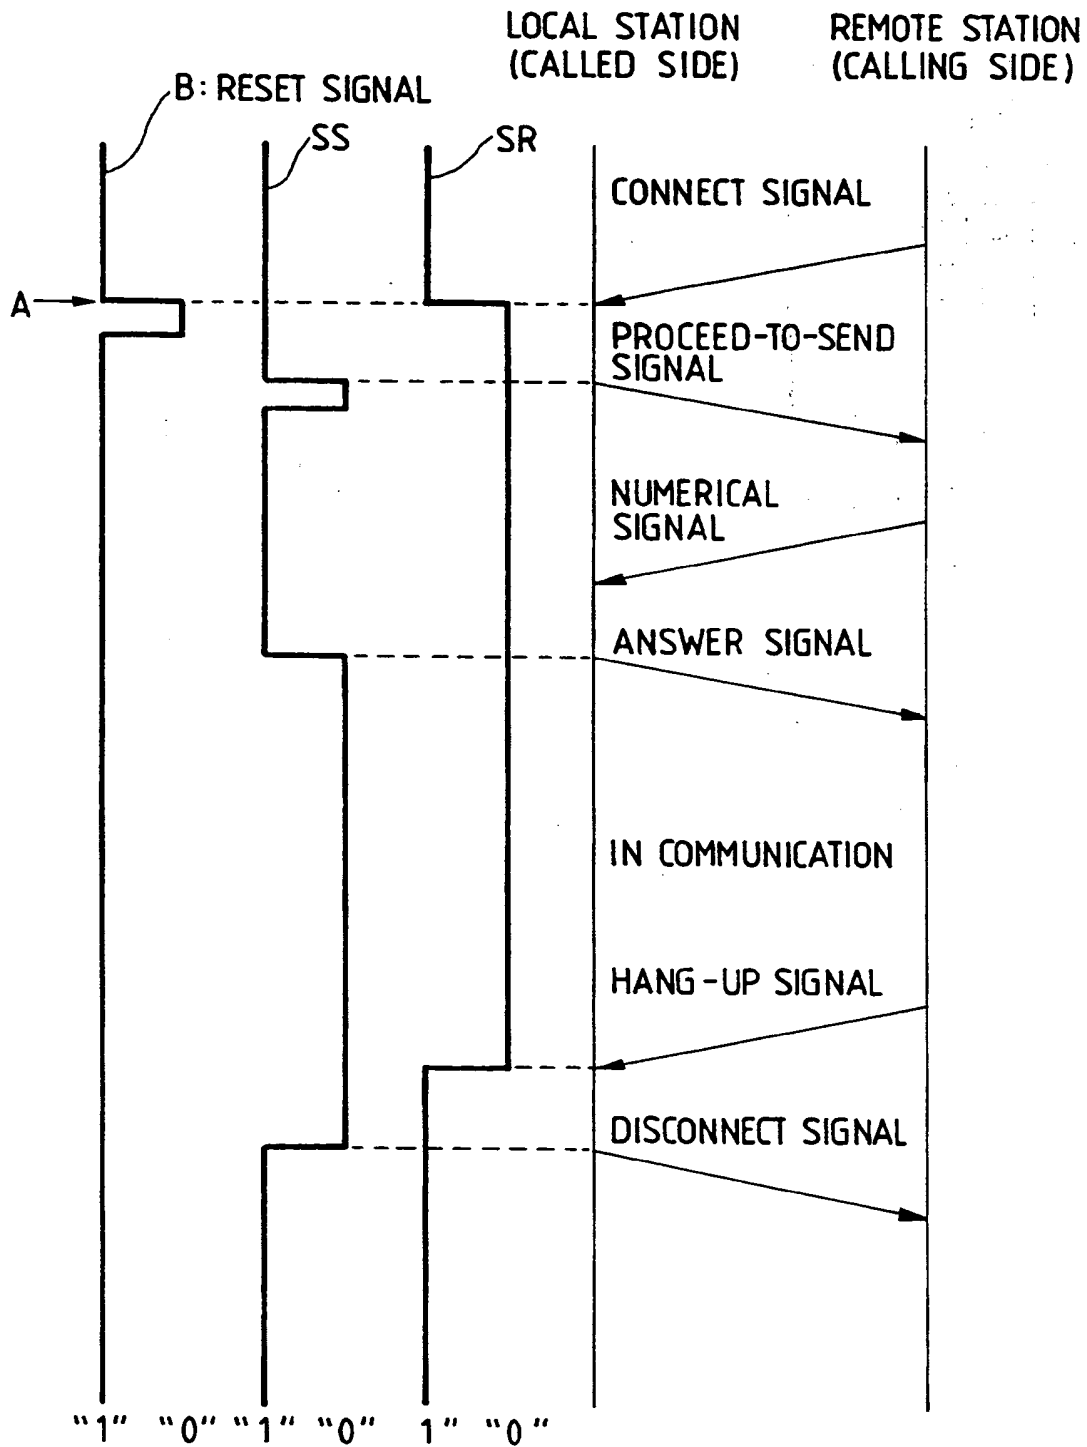 LOCAL STATION
(CALLED SIDE)
REMOTE STATION
(CALLING SIDE)
B: RESET SIGNAL
SS
SR
CONNECT SIGNAL
A
PROCEED-TO-SEND
SIGNAL
NUMERICAL
SIGNAL
ANSWER SIGNAL
IN COMMUNICATION
HANG-UP SIGNAL
DISCONNECT SIGNAL
"1" "0" "1" "0" 1" "0"